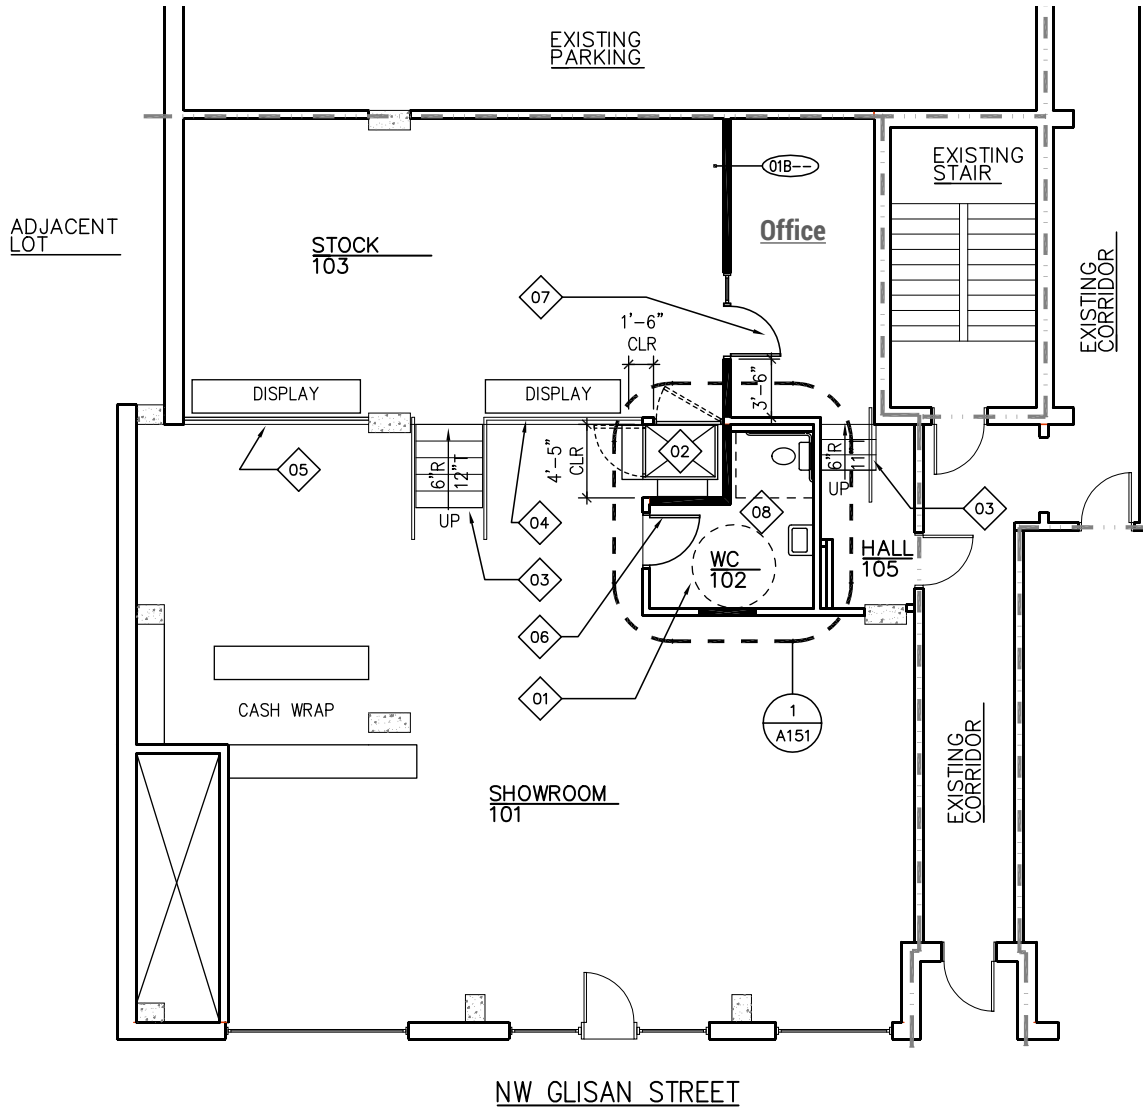 EXISTING
PARKING
EXISTING
STAIR
01B--
ADJACENT
LOT
Office
STOCK
103
EXISTING
CORRIDOR
07
1'-6"
CLR
DISPLAY
DISPLAY
3'-6"
02
4'-5"
CLR
6"R
12"T
UP
6"R
11"T
UP
05
04
08
03
HALL
105
WC
102
03
06
01
CASH WRAP
1
A151
EXISTING
CORRIDOR
SHOWROOM
101
NW GLISAN STREET